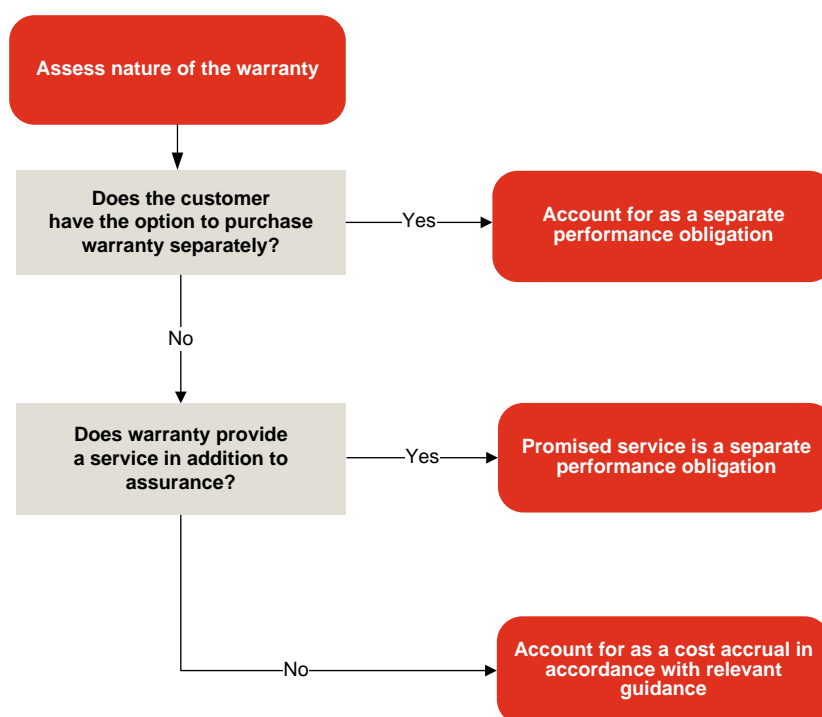 Assess nature of the warranty
Does the customer
have the option to purchase
warranty separately?
Yes
Account for as a separate
performance obligation
No
Does warranty provide
a service in addition to
assurance?
Yes
Promised service is a separate
performance obligation
No
Account for as a cost accrual in
accordance with relevant
guidance